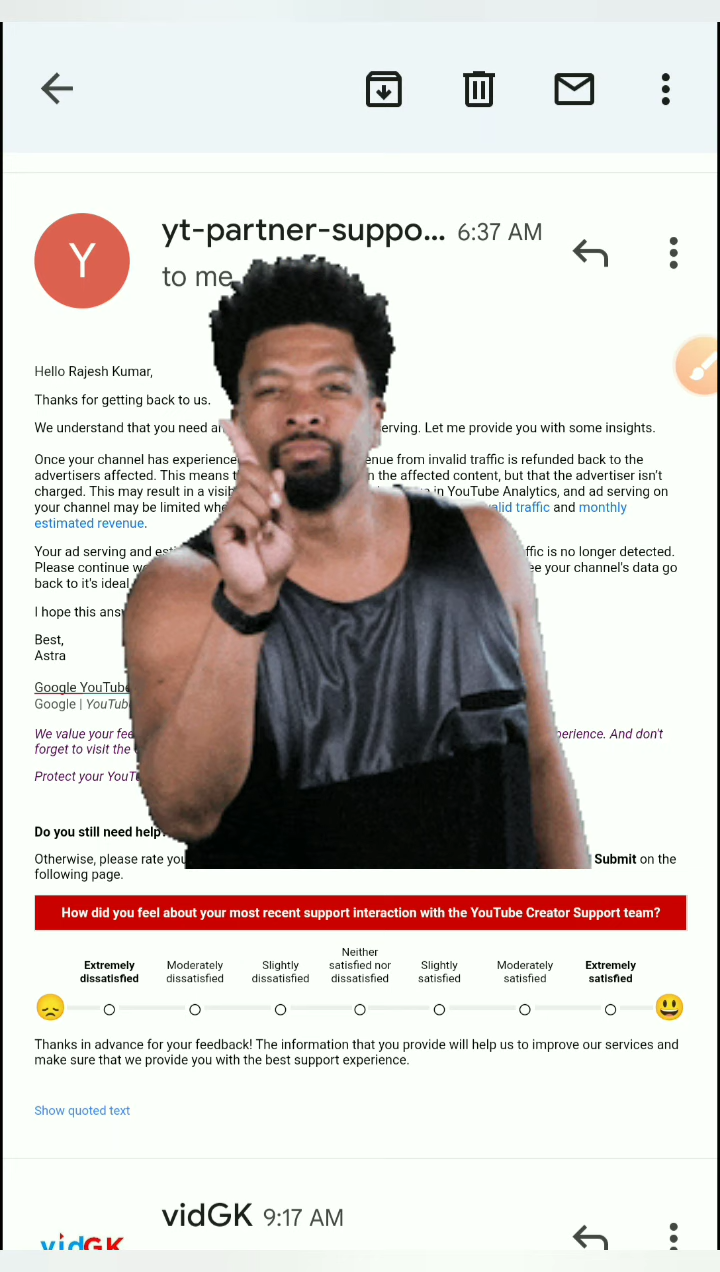 yt-partner-suppo... 6:37 AM
Y
to me
Hello Rajesh Kumar,
Thanks for getting back to us.
We understand that you need erving. Let me provide you with some insights.
Once your channel has experience enue from invalid traffic is refunded back to the
advertisers affected. This means n the affected content, but that the advertiser isn't
charged. This may result in a visib in YouTube Analytics, and ad serving on
your channel may be limited whe alid traffic and monthly
estimated revenue.
Your ad serving and est ffic is no longer detected.
Please continue ee your channel's data go
back to it's ideal
I hope this ans
Best,
Astra
Google YouTube
Google | YouTub
We value your fee perience. And don't
forget to visit the
Protect your YouT
Do you still need help?
Otherwise, please rate you Submit on the
following page.
How did you feel about your most recent support interaction with the YouTube Creator Support team?
Extremely dissatisfied Moderately dissatisfied Slightly dissatisfied Neither satisfied nor dissatisfied Slightly satisfied Moderately satisfied Extremely satisfied
Thanks in advance for your feedback! The information that you provide will help us to improve our services and
make sure that we provide you with the best support experience.
Show quoted text
vidGK 9:17 AM
vidGK